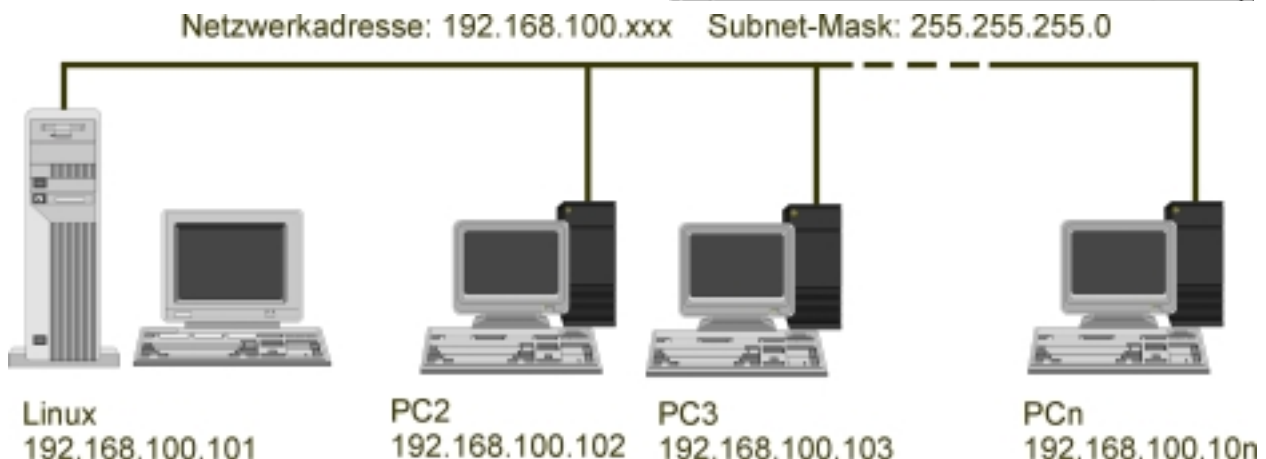 Netzwerkadresse: 192.168.100.xxx Subnet-Mask: 255.255.255.0
Linux
192.168.100.101
PC2
192.168.100.102
PC3
192.168.100.103
PCn
192.168.100.10n